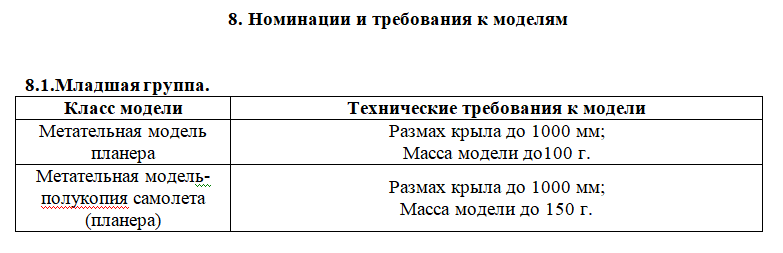 8. Номинации и требования к моделям
8.1.Младшая группа.
Класс модели
Технические требования к модели
Метательная модель
планера
Размах крыла до 1000 мм;
Масса модели до100 г.
Метательная модель-
полукопия самолета
(планера)
Размах крыла до 1000 мм;
Масса модели до 150 г.